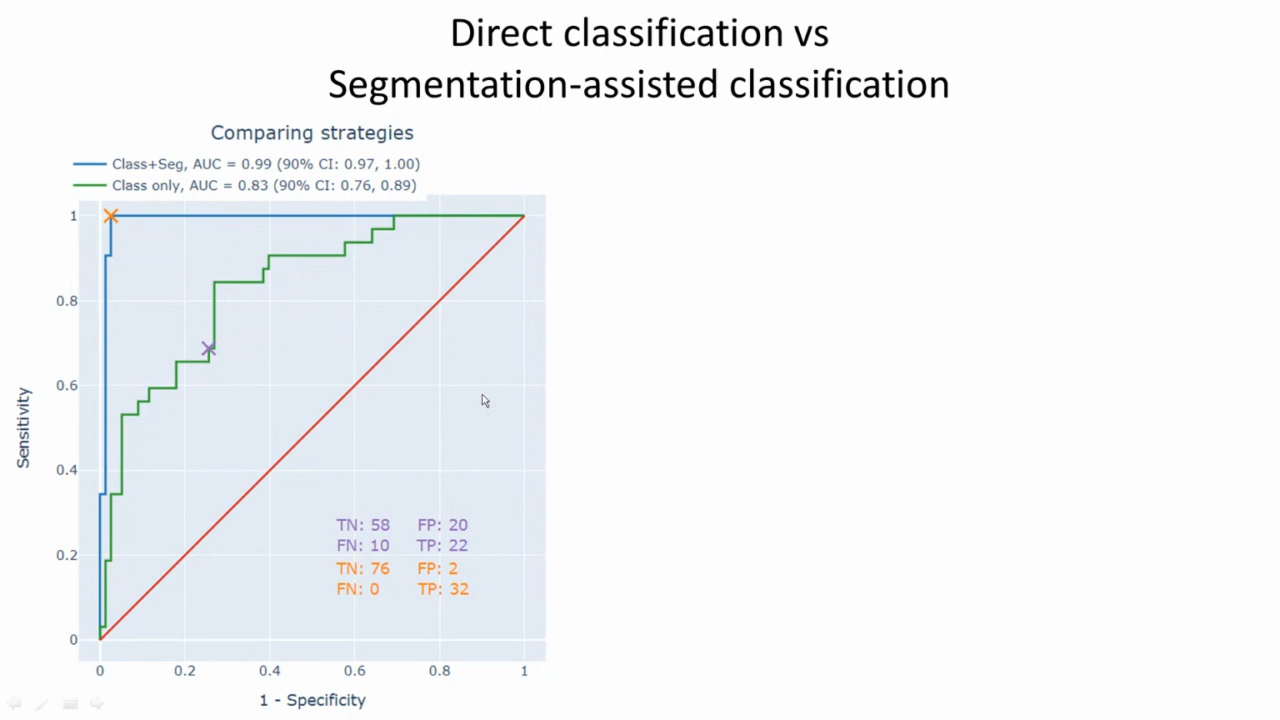 Direct classification vs
Segmentation-assisted classification
Comparing strategies
Class+Seg, AUC = 0.99 (90% CI: 0.97, 1.00)
Class only, AUC = 0.83 (90% CI: 0.76, 0.89)
1
0.8
0.6
0.4
0.2
0
Sensitivity
TN: 58 FP: 20
FN: 10 TP: 22
TN: 76 FP: 2
FN: 0 TP: 32
0 0.2 0.4 0.6 0.8 1
1 - Specificity